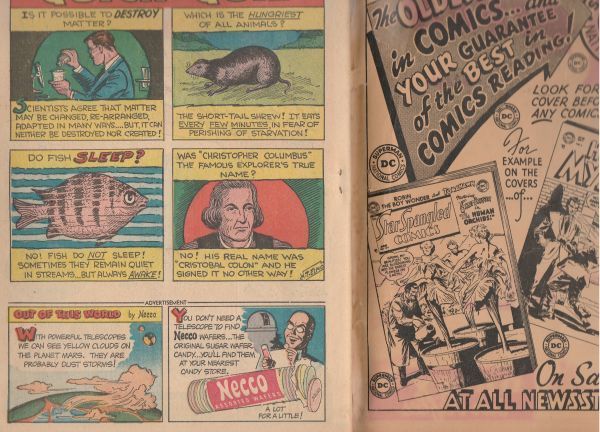 IS IT POSSIBLE TO DESTROY
MATTER?
SCIENTISTS AGREE THAT MATTER
MAY BE CHANGED, RE-ARRANGED,
ADAPTED IN MANY WAYS....BUT, IT CAN
NEITHER BE DESTROYED NOR CREATED!
WHICH IS THE HUNGRIEST
OF ALL ANIMALS?
THE SHORT-TAIL SHREW! IT EATS
EVERY FEW MINUTES IN FEAR OF
PERISHING OF STARVATION!
DO FISH SLEEP?
NO! FISH DO NOT SLEEP!
SOMETIMES THEY REMAIN QUIET
IN STREAMS...BUT ALWAYS AWAKE!
WAS "CHRISTOPHER COLUMBUS"
THE FAMOUS EXPLORER'S TRUE
NAME?
NO! HIS REAL NAME WAS
"CRISTOBAL COLON" AND HE
SIGNED IT NO OTHER WAY!
ADVERTISEMENT
OUT OF THIS WORLD by Necco
WITH POWERFUL TELESCOPES
WE CAN SEE YELLOW CLOUDS ON
THE PLANET MARS. THEY ARE
PROBABLY DUST STORMS!
YOU DON'T NEED A
TELESCOPE TO FIND
NECCO WAFERS...THE
ORIGINAL SUGAR WAFER
CANDY...YOU'LL FIND THEM
AT YOUR NEAREST
CANDY STORE.
Necco
ASSORTED WAFERS
A LOT
FOR A LITTLE!
The OLDEST
in COMICS...and
YOUR GUARANTEE
of the BEST in
COMICS READING!
SUPERMAN
DC
NATIONAL COMICS
LOOK FOR
COVER BEFO
ANY COMIC
For
EXAMPLE
ON THE
COVERS
...of...
ROBIN
THE BOY WONDER and TOMAHAWK
Star Spangled
COMICS
HUMAN
ORCHIDS!
DC
DC
On Sa
AT ALL NEWSST